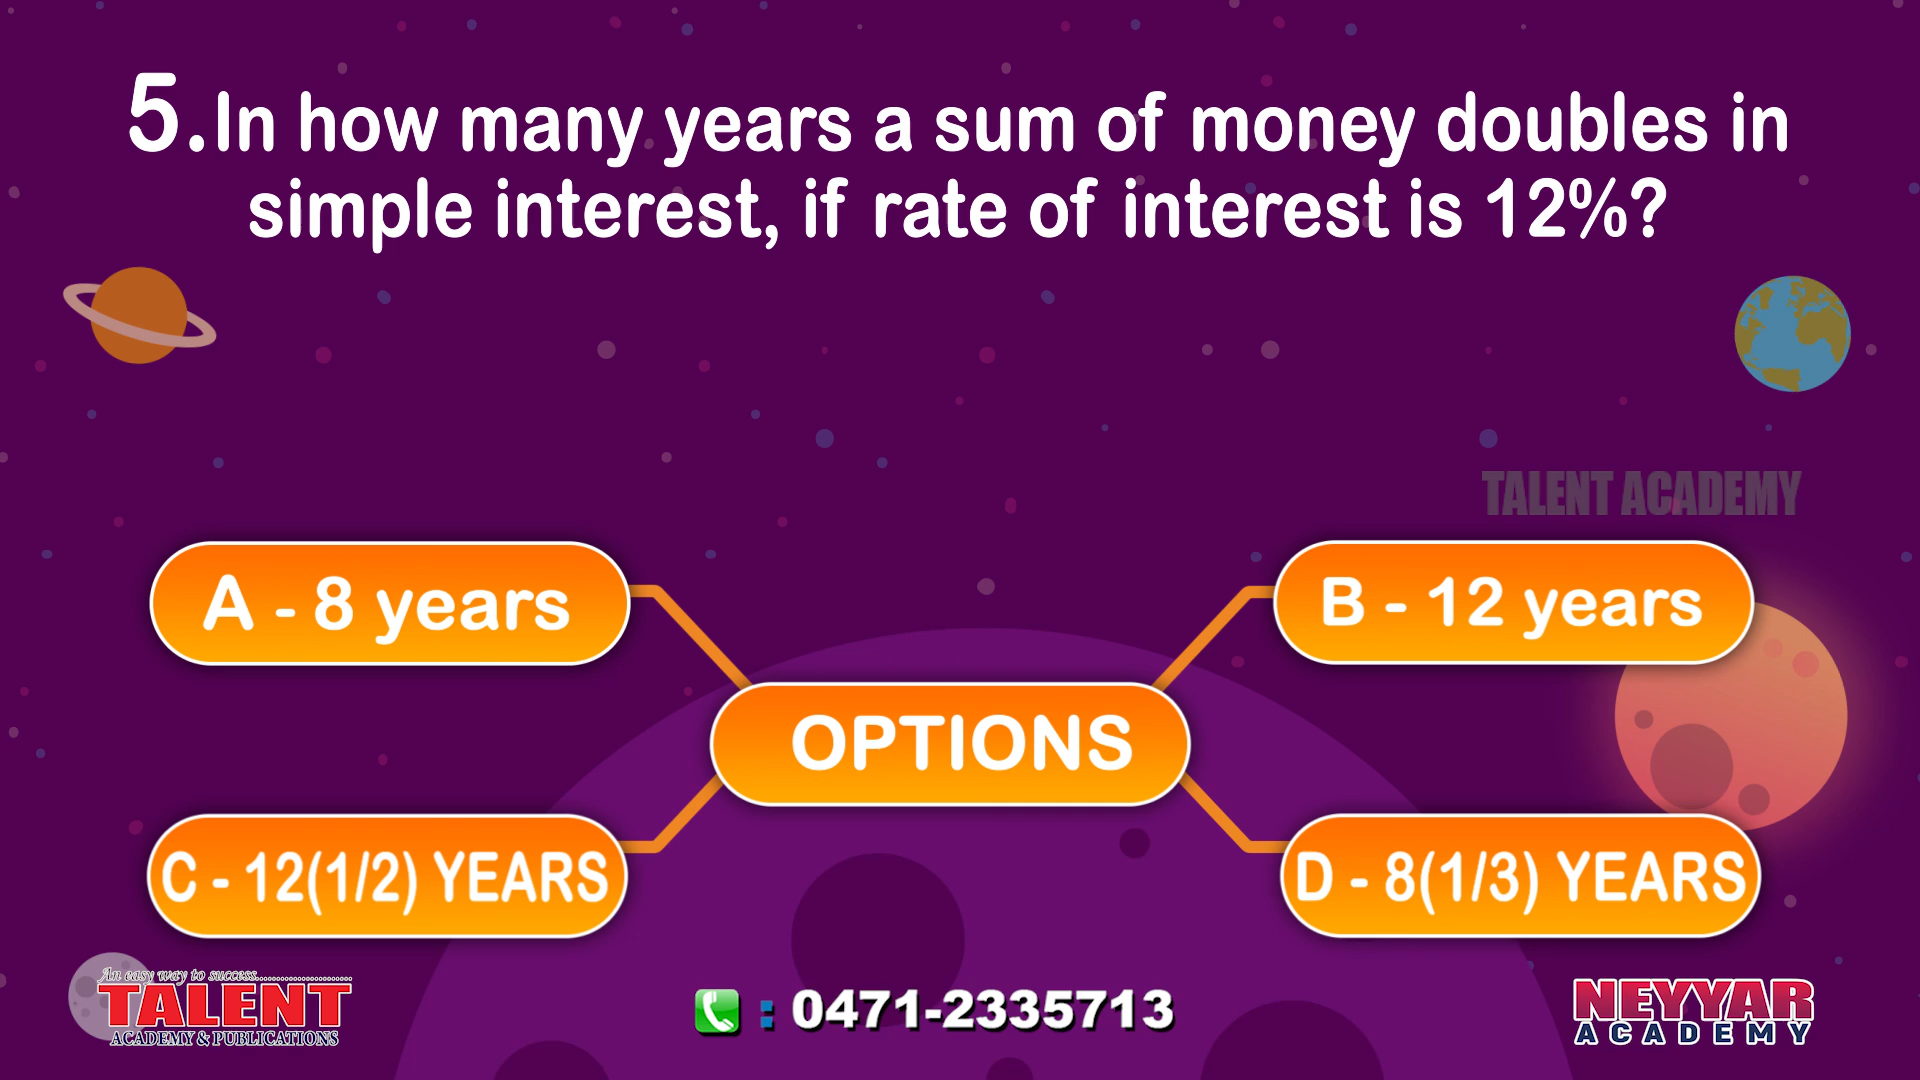 5.In how many years a sum of money doubles in
simple interest, if rate of interest is 12%?
TALENT ACADEMY
A - 8 years
B - 12 years
OPTIONS
C - 12(1/2) YEARS
D - 8(1/3) YEARS
An easy way to success......................
TALENT
ACADEMY & PUBLICATIONS
: 0471-2335713
NEYYAR
ACADEMY